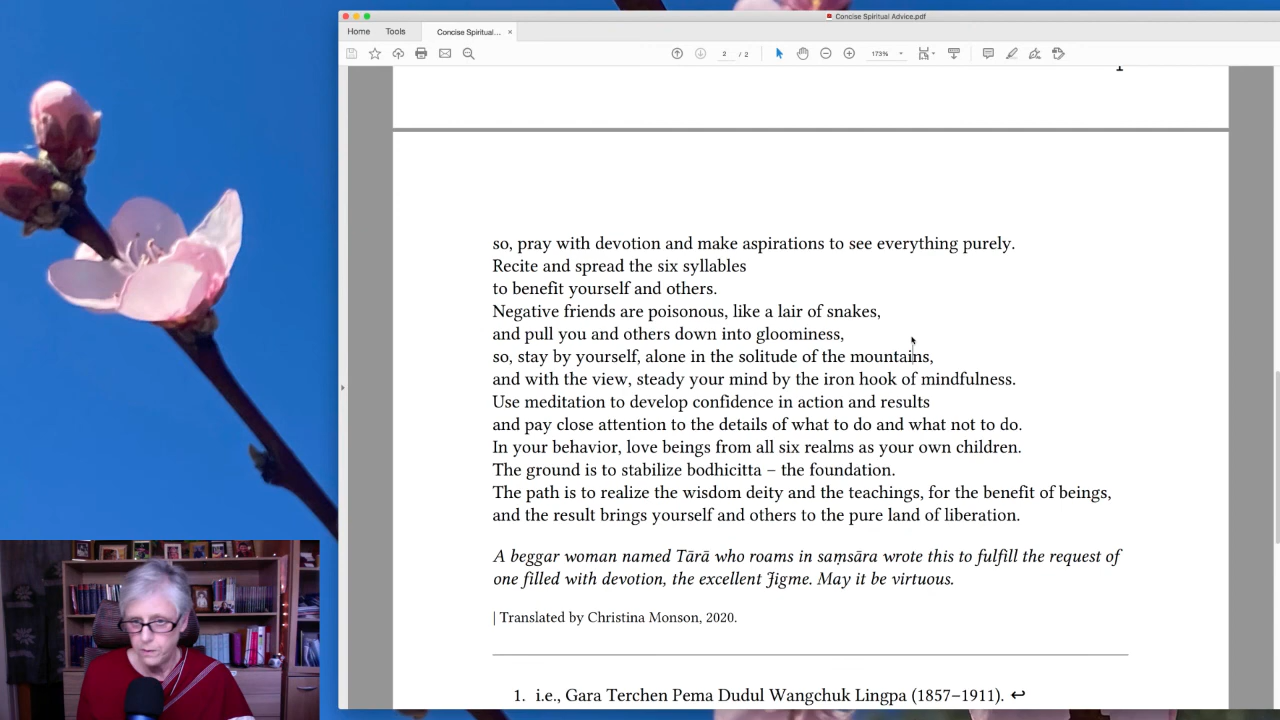 Concise Spiritual Advice.pdf
Home Tools Concise Spiritual... ×
2 / 2 173%
1
so, pray with devotion and make aspirations to see everything purely.
Recite and spread the six syllables
to benefit yourself and others.
Negative friends are poisonous, like a lair of snakes,
and pull you and others down into gloominess,
so, stay by yourself, alone in the solitude of the mountains,
and with the view, steady your mind by the iron hook of mindfulness.
Use meditation to develop confidence in action and results
and pay close attention to the details of what to do and what not to do.
In your behavior, love beings from all six realms as your own children.
The ground is to stabilize bodhicitta – the foundation.
The path is to realize the wisdom deity and the teachings, for the benefit of beings,
and the result brings yourself and others to the pure land of liberation.
A beggar woman named Tārā who roams in saṃsāra wrote this to fulfill the request of
one filled with devotion, the excellent Jigme. May it be virtuous.
| Translated by Christina Monson, 2020.
1. i.e., Gara Terchen Pema Dudul Wangchuk Lingpa (1857–1911). ↩